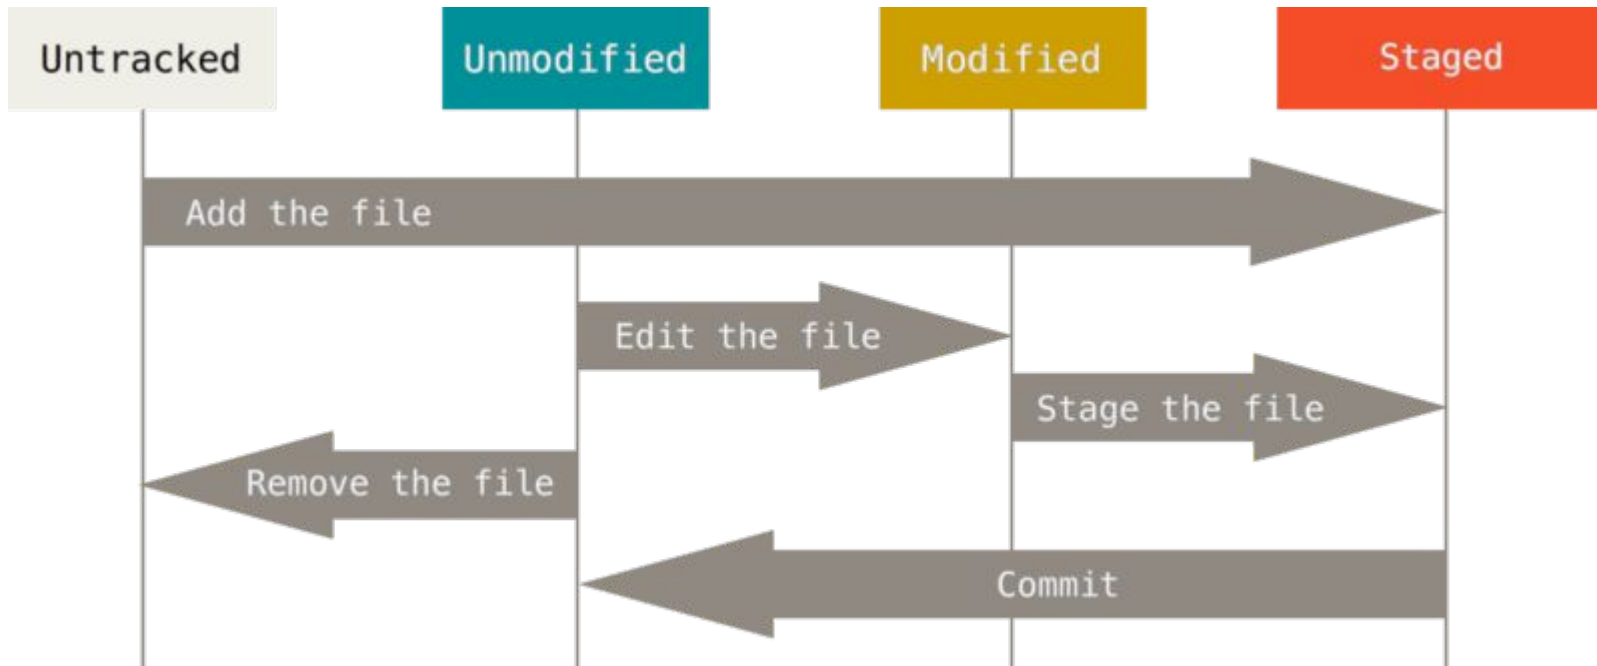 Untracked
Unmodified
Modified
Staged
Add the file
Edit the file
Stage the file
Remove the file
Commit